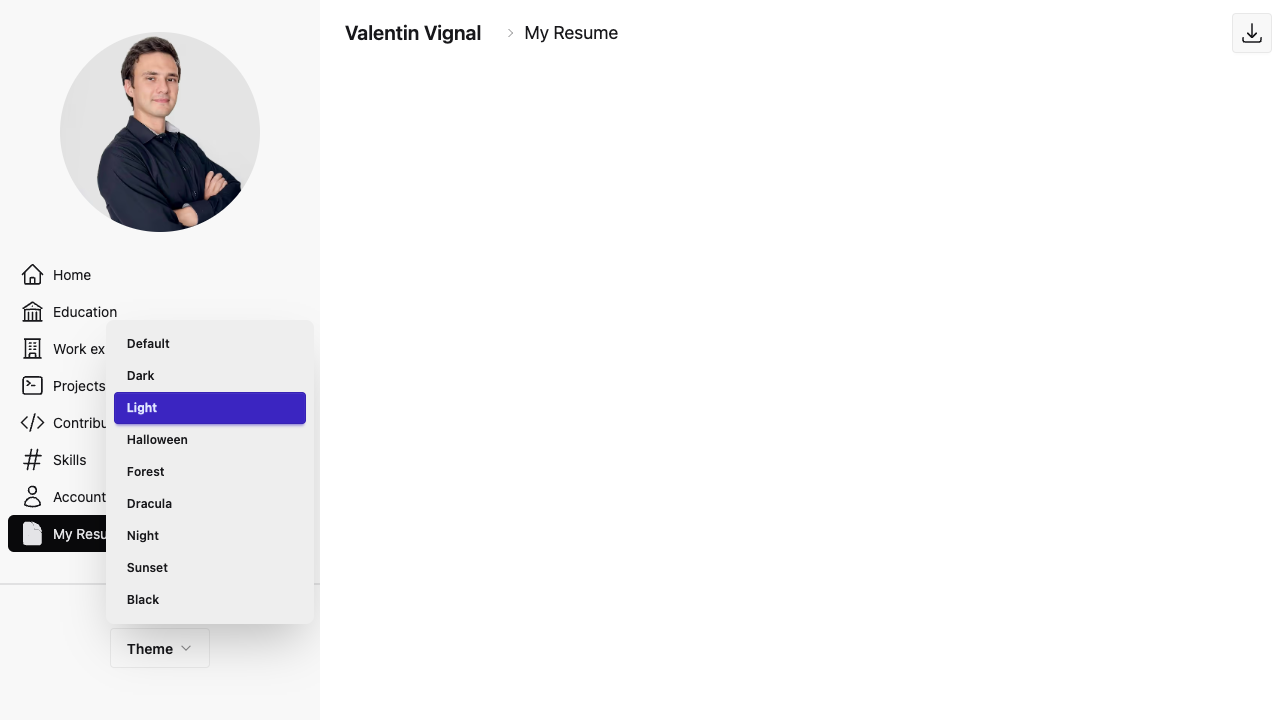 Valentin Vignal
My Resume
Home
Education
Work ex
Projects
Contribu
Skills
Account
My Resu
Default
Dark
Light
Halloween
Forest
Dracula
Night
Sunset
Black
Theme